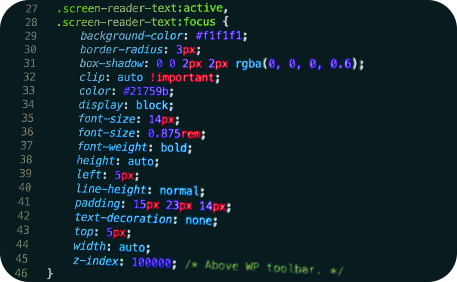 27 .screen-reader-text:active,
28 .screen-reader-text:focus {
29 background-color: #f1f1f1;
30 border-radius: 3px;
31 box-shadow: 0 0 2px 2px rgba(0, 0, 0, 0.6);
32 clip: auto !important;
33 color: #21759b;
34 display: block;
35 font-size: 14px;
36 font-size: 0.875rem;
37 font-weight: bold;
38 height: auto;
39 left: 5px;
40 line-height: normal;
41 padding: 15px 23px 14px;
42 text-decoration: none;
43 top: 5px;
44 width: auto;
45 z-index: 100000; /* Above WP toolbar. */
46 }